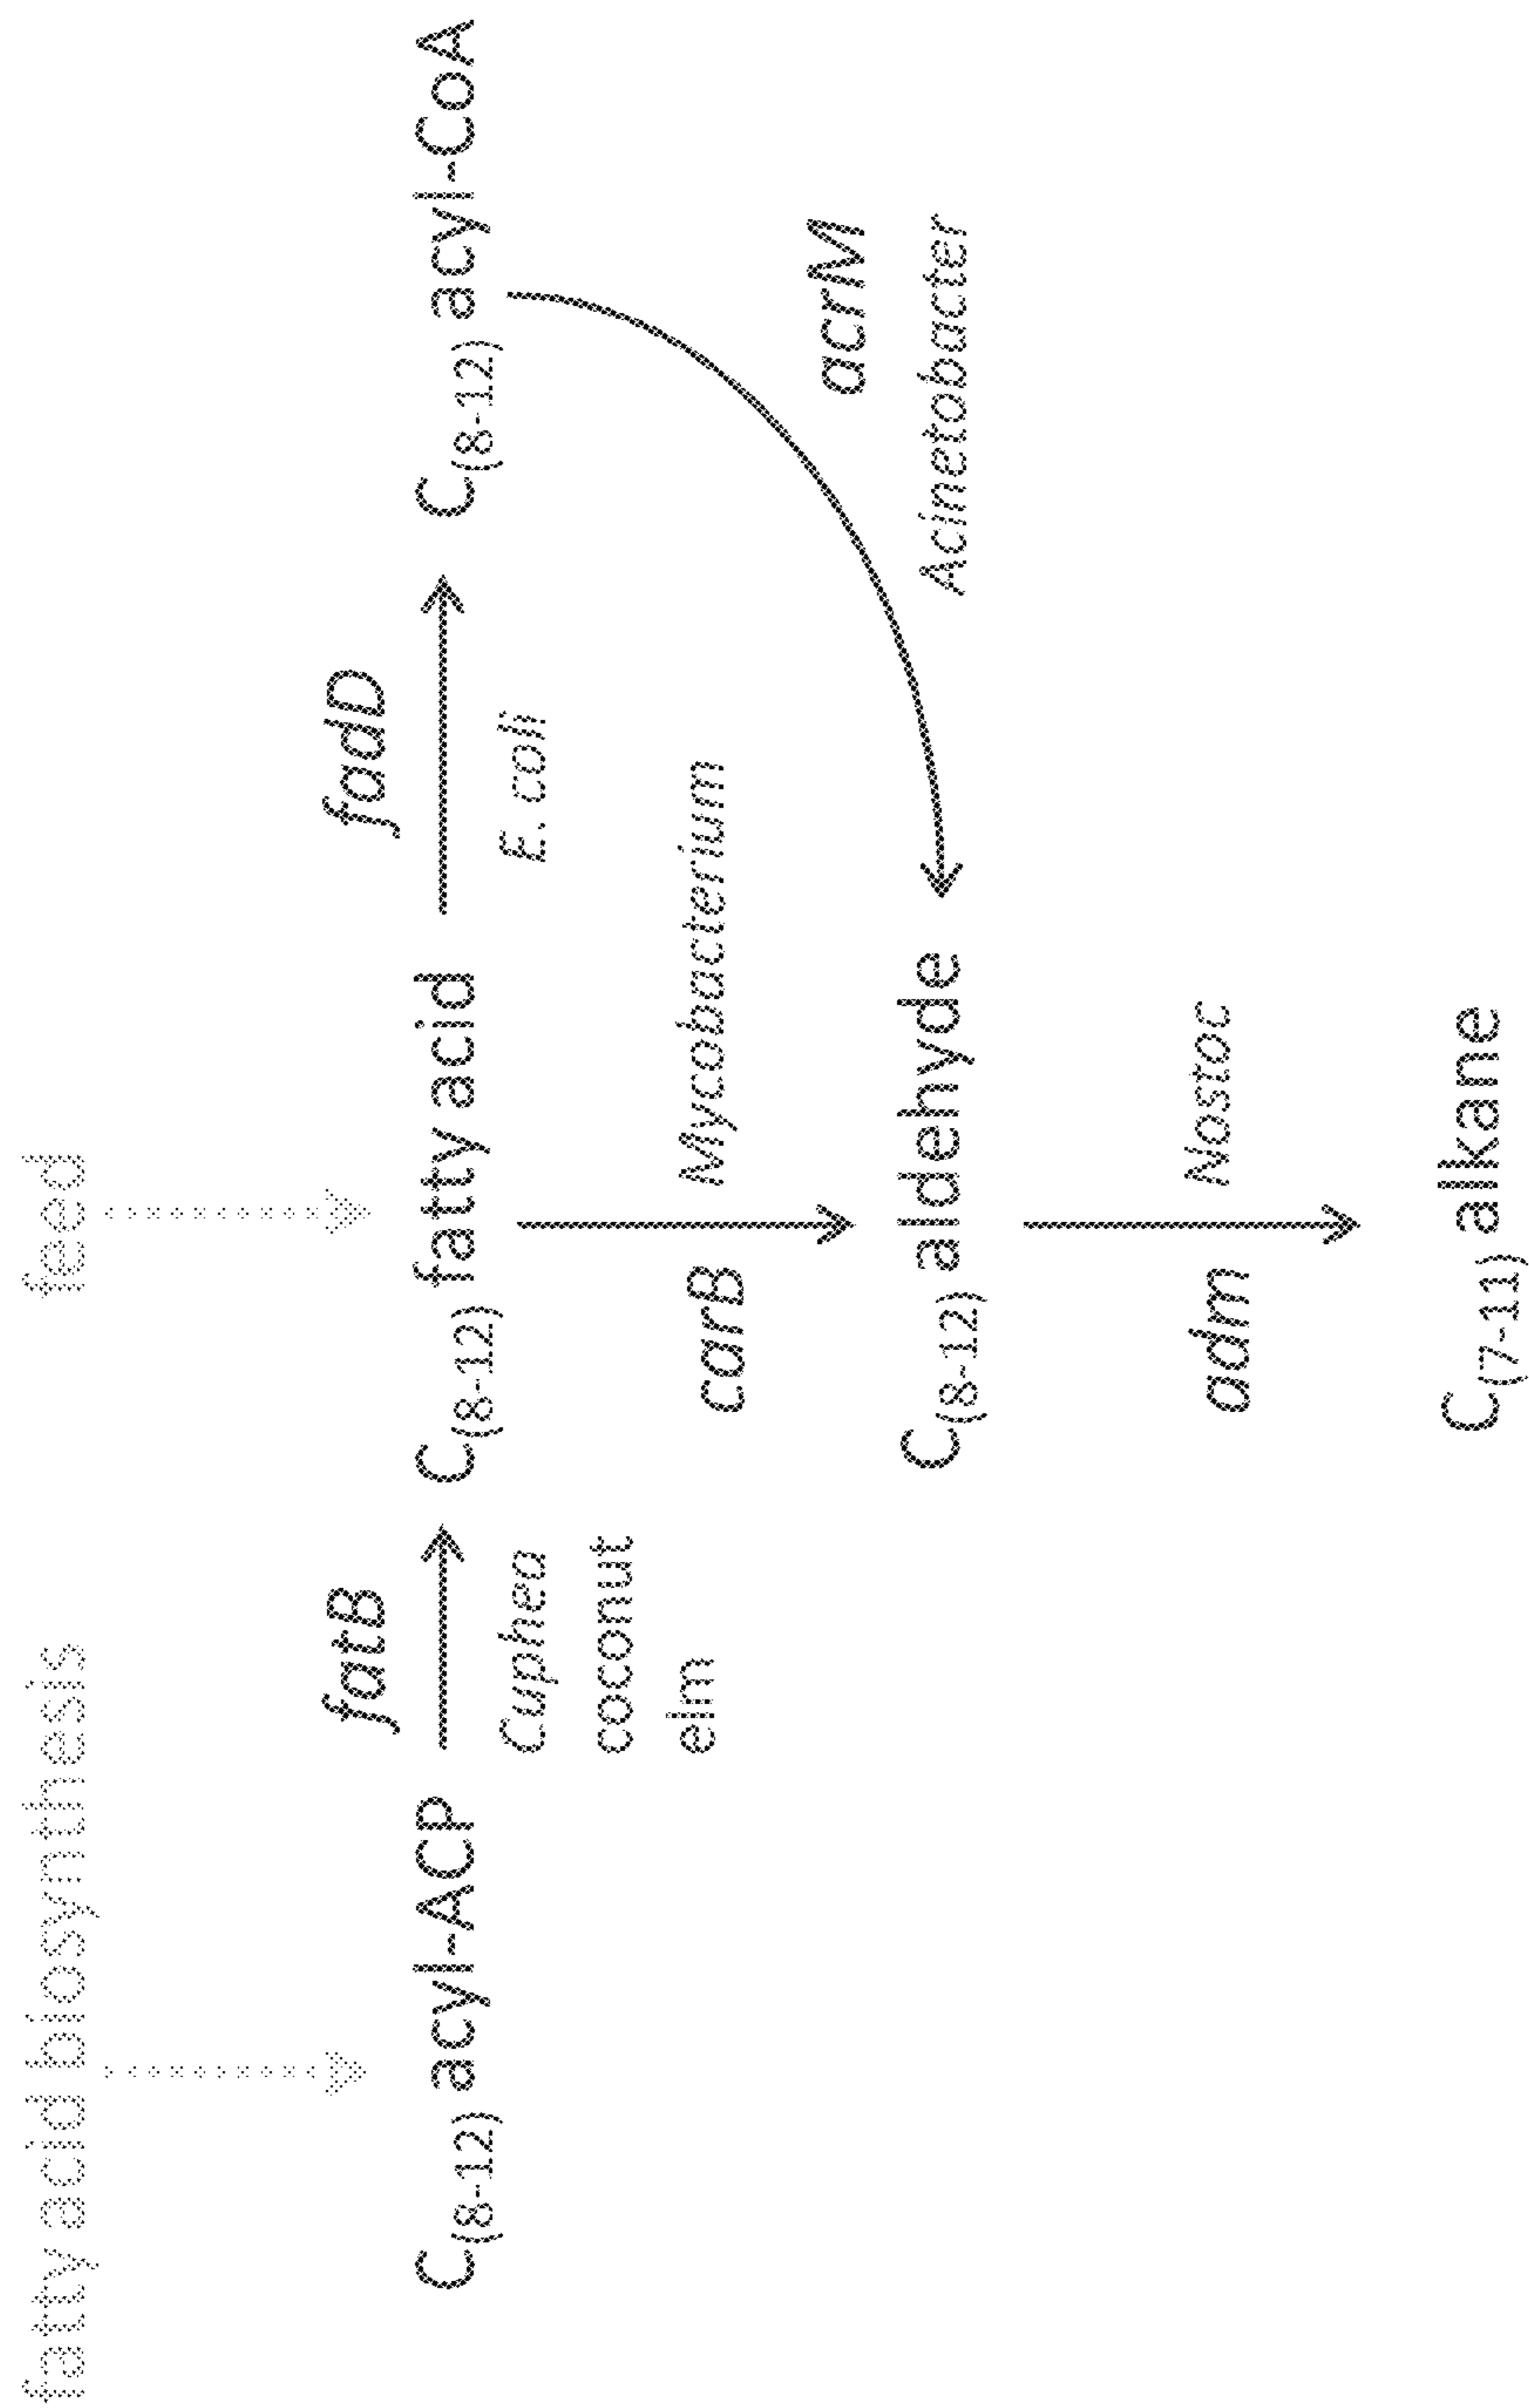 fatty acid biosynthesis
feed
fatB
fadD
C(8-12) acyl-ACP
C(8-12) fatty acid
C(8-12) acyl-CoA
Cuphea
coconut
elm
E. coli
carB
Mycobacterium
acrM
Acinetobacter
C(8-12) aldehyde
adm
Nostoc
C(7-11) alkane